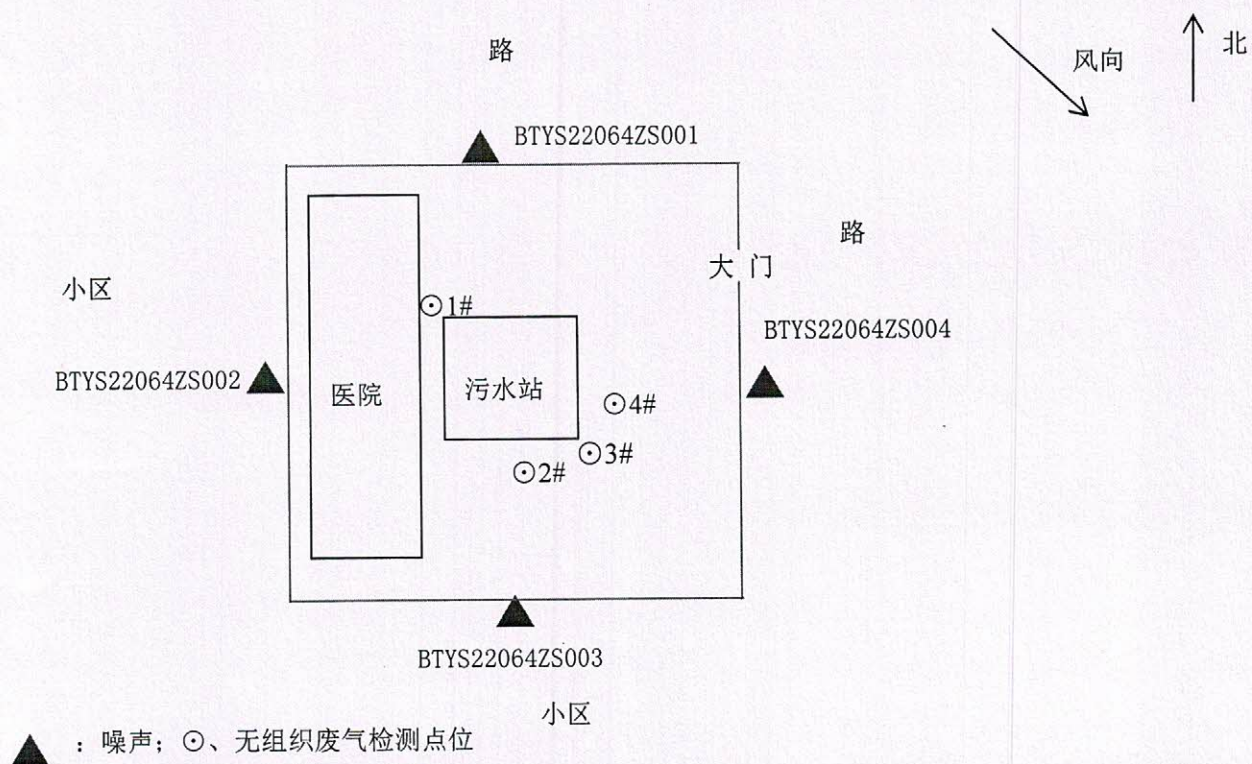 路
风向
北
BTYS22064ZS001
路
大 门
小区
⊙1#
BTYS22064ZS004
BTYS22064ZS002
医院
污水站
⊙4#
⊙3#
⊙2#
BTYS22064ZS003
小区
▲ :噪声;⊙、无组织废气检测点位